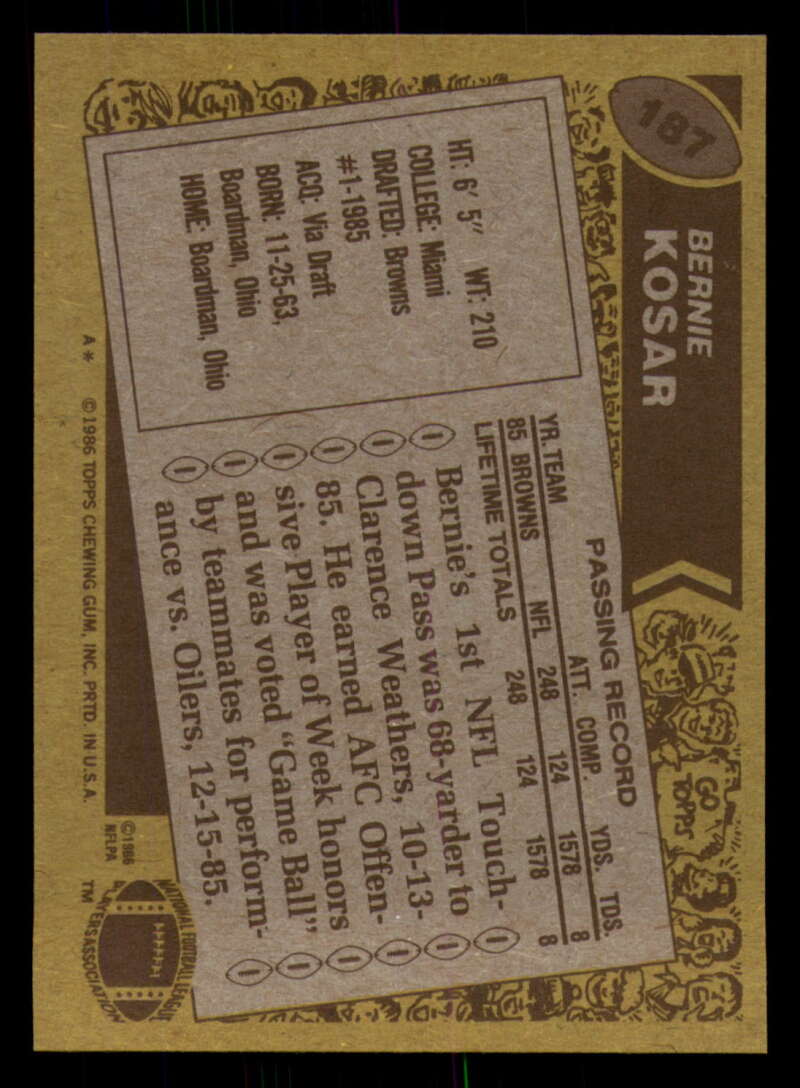 187
BERNIE
KOSAR
HT: 6' 5" WT: 210
COLLEGE: Miami
DRAFTED: Browns
#1-1985
ACQ: Via Draft
BORN: 11-25-63,
Boardman, Ohio
HOME: Boardman, Ohio
PASSING RECORD
YR. TEAM ATT. COMP. YDS. TDS.
85 BROWNS NFL 248 124 1578 8
LIFETIME TOTALS 248 124 1578 8
Bernie's 1st NFL Touch-
down Pass was 68-yarder to
Clarence Weathers, 10-13-
85. He earned AFC Offen-
sive Player of Week honors
and was voted "Game Ball"
by teammates for perform-
ance vs. Oilers, 12-15-85.
GO
TOPPS
A* ©1986 TOPPS CHEWING GUM, INC. PRTD. IN U.S.A.
©1986
NFLPA
NATIONAL FOOTBALL LEAGUE
PLAYERS ASSOCIATION
TM